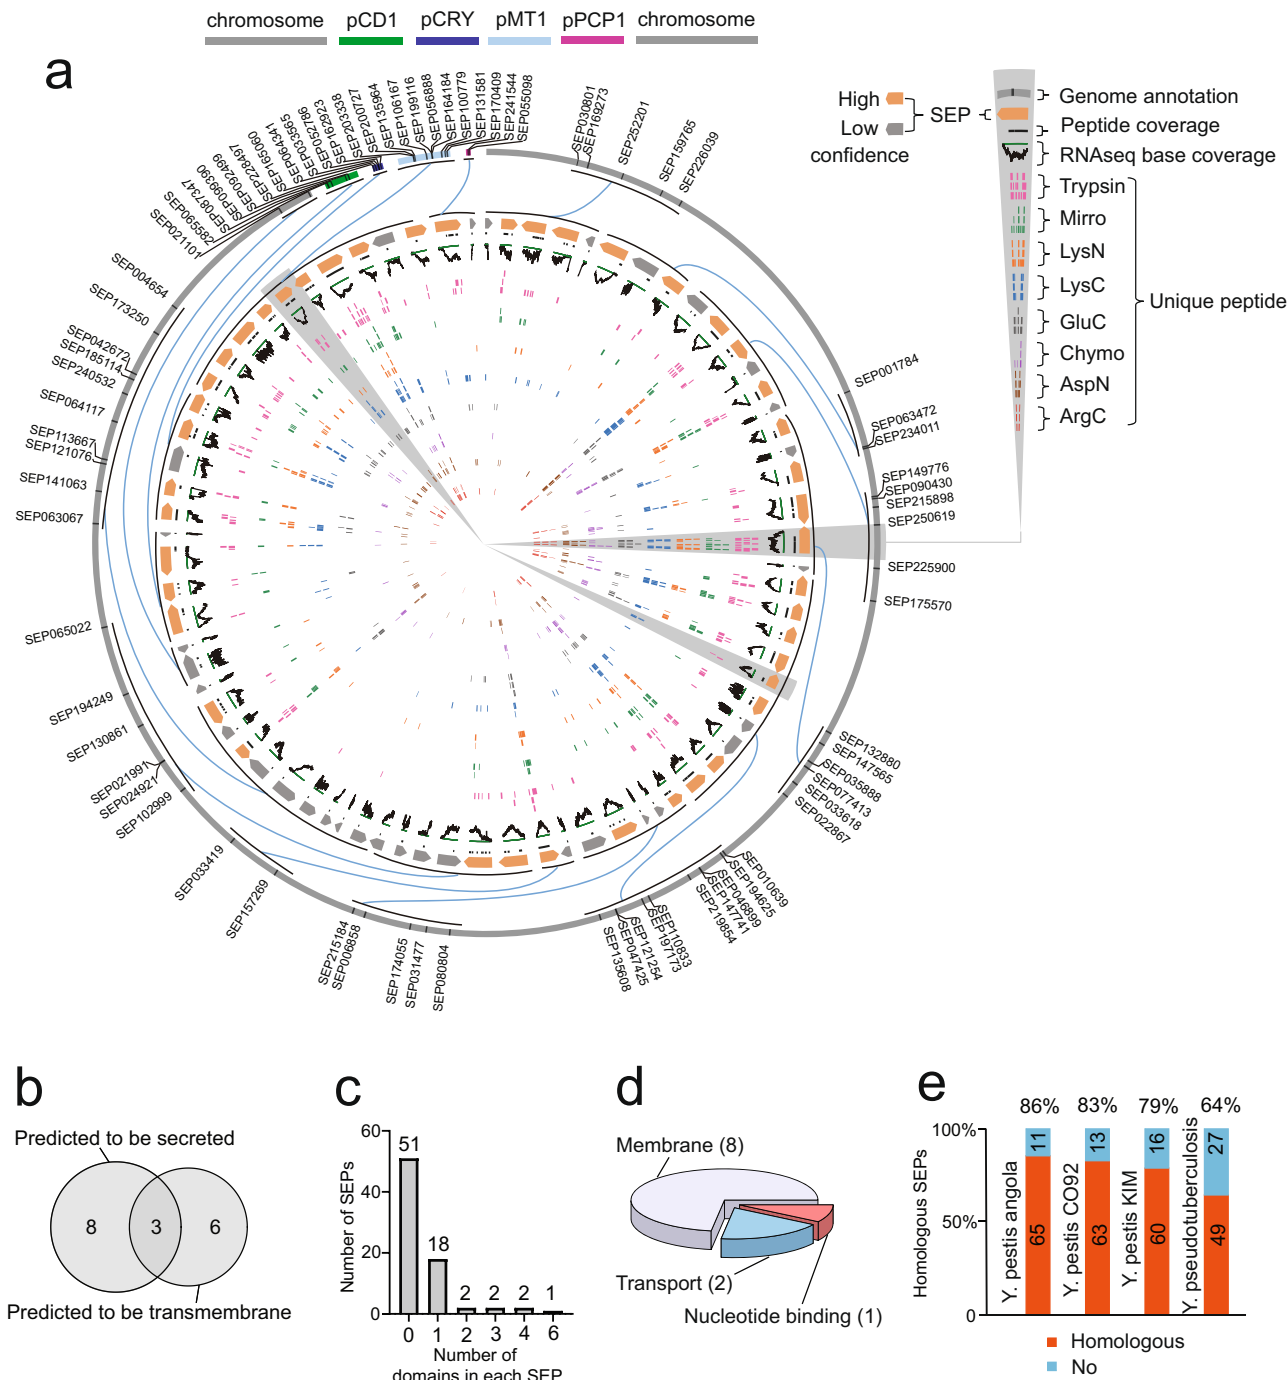 chromosome pCD1 pCRY pMT1 pPCP1 chromosome
a
SEP021101
SEP065582
SEP087347
SEP099390
SEP092499
SEP228497
SEP165080
SEP064341
SEP033565
SEP082786
SEP162923
SEP203338
SEP200727
SEP135964
SEP106167
SEP199116
SEP056888
SEP164184
SEP100779
SEP131581
SEP170409
SEP241544
SEP055098
SEP030801
SEP169273
SEP252201
SEP159765
SEP226039
SEP001784
SEP063472
SEP234011
SEP149776
SEP090430
SEP215898
SEP250619
SEP225900
SEP175570
SEP132880
SEP147565
SEP035888
SEP077413
SEP033618
SEP022867
SEP010639
SEP194625
SEP046899
SEP147741
SEP219854
SEP110833
SEP197173
SEP121254
SEP047425
SEP135608
SEP080804
SEP031477
SEP174055
SEP006858
SEP215184
SEP157269
SEP033419
SEP102999
SEP024921
SEP021991
SEP130861
SEP194249
SEP065022
SEP063067
SEP141063
SEP121076
SEP113667
SEP064117
SEP240532
SEP185114
SEP042672
SEP173250
SEP004654
High
Low
confidence
SEP
Genome annotation
Peptide coverage
RNAseq base coverage
Trypsin
Mirro
LysN
LysC
GluC
Chymo
AspN
ArgC
Unique peptide
b
Predicted to be secreted
8 3 6
Predicted to be transmembrane
c
Number of SEPs
60
40
20
0
51 18 2 2 2 1
0 1 2 3 4 6
Number of
domains in each SEP
d
Membrane (8)
Transport (2)
Nucleotide binding (1)
e
86% 83% 79% 64%
Homologous SEPs
100%
50%
0
Y. pestis angola
11
65
Y. pestis CO92
13
63
Y. pestis KIM
16
60
Y. pseudotuberculosis
27
49
Homologous
No